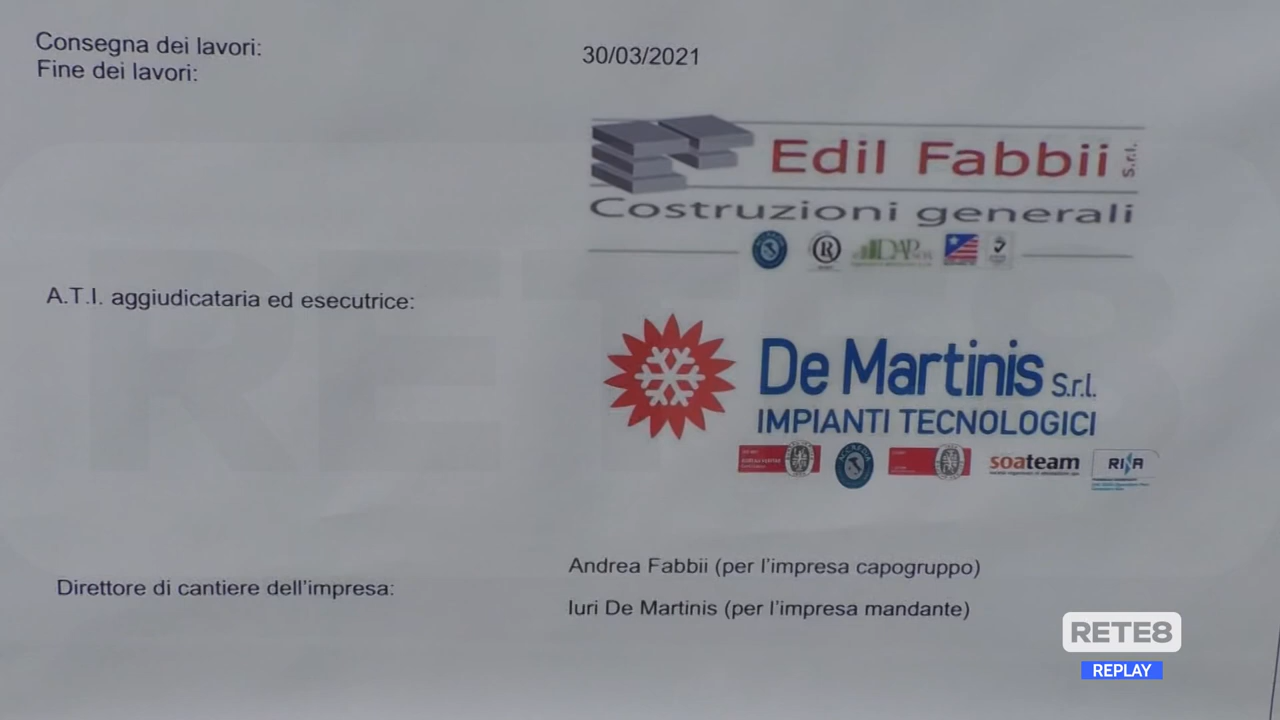 Consegna dei lavori:
30/03/2021
Fine dei lavori:
Edil Fabbii s.r.l.
Costruzioni generali
A.T.I. aggiudicataria ed esecutrice:
De Martinis S.r.l.
IMPIANTI TECNOLOGICI
soateam
RINA
Direttore di cantiere dell'impresa:
Andrea Fabbii (per l'impresa capogruppo)
Iuri De Martinis (per l'impresa mandante)
RETE8
REPLAY